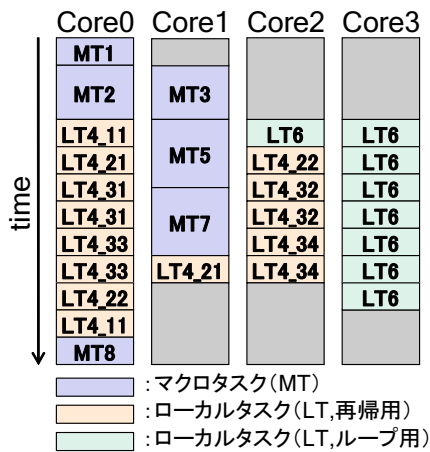 Core0 Core1 Core2 Core3
MT1
MT2 MT3
LT4_11 LT6 LT6
LT4_21 MT5 LT4_22 LT6
LT4_31 LT4_32 LT6
LT4_31 LT4_32 LT6
LT4_33 MT7 LT4_34 LT6
LT4_33 LT4_21 LT4_34 LT6
LT4_22 LT6
LT4_11
MT8
time
:マクロタスク(MT)
:ローカルタスク(LT,再帰用)
:ローカルタスク(LT,ループ用)